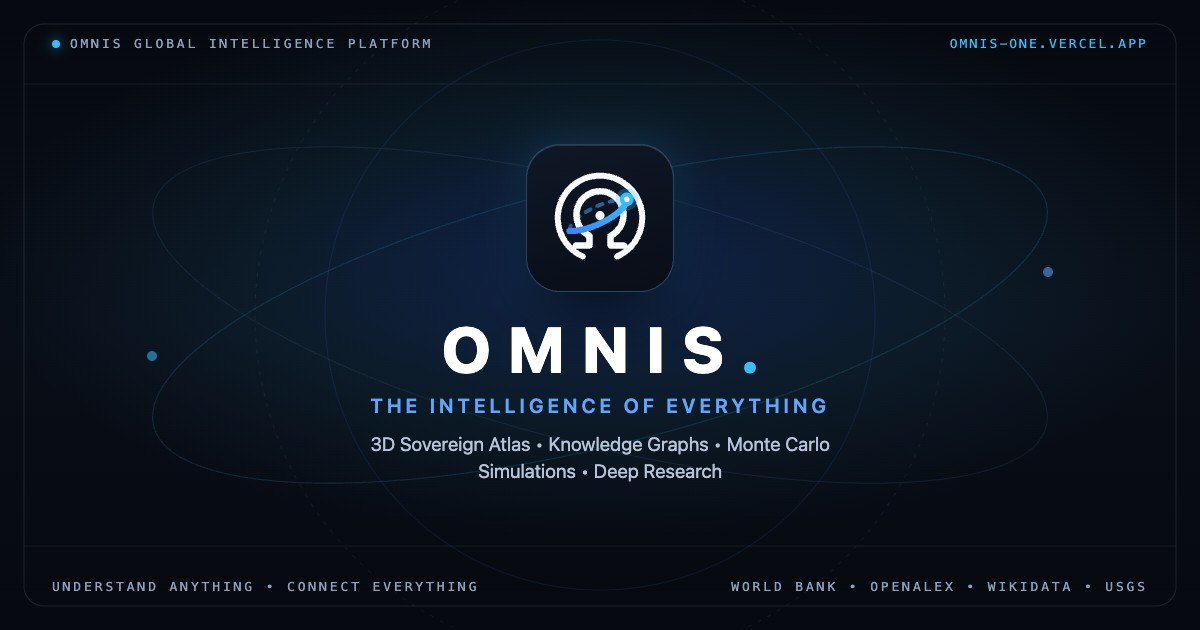 OMNIS GLOBAL INTELLIGENCE PLATFORM
OMNIS-ONE.VERCEL.APP
OMNIS.
THE INTELLIGENCE OF EVERYTHING
3D Sovereign Atlas • Knowledge Graphs • Monte Carlo
Simulations • Deep Research
UNDERSTAND ANYTHING • CONNECT EVERYTHING
WORLD BANK • OPENALEX • WIKIDATA • USGS